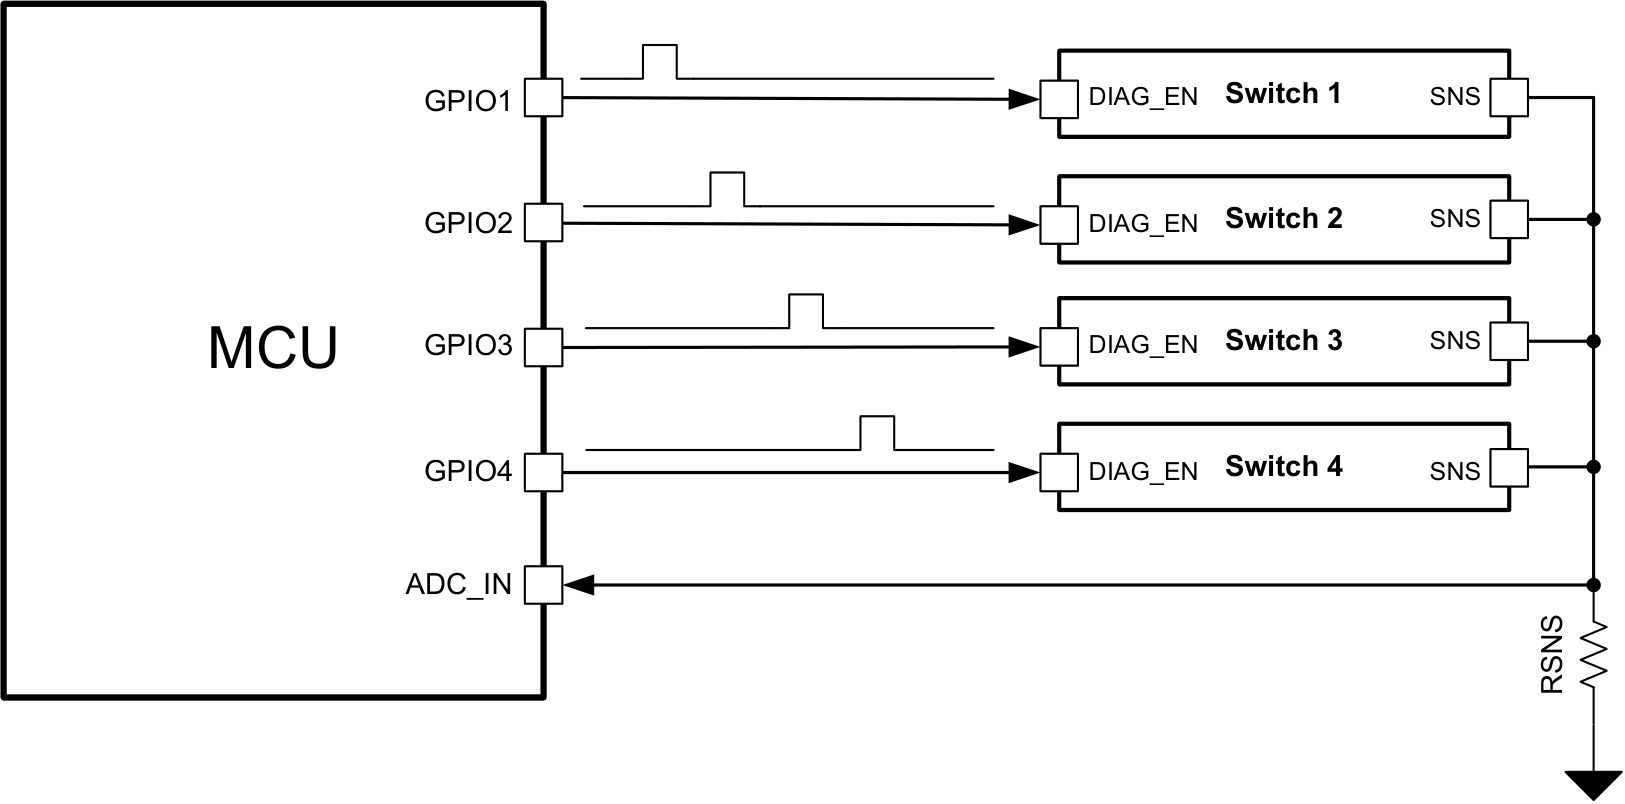 GPIO1
DIAG_EN Switch 1 SNS
GPIO2
DIAG_EN Switch 2 SNS
MCU
GPIO3
DIAG_EN Switch 3 SNS
GPIO4
DIAG_EN Switch 4 SNS
ADC_IN
RSNS